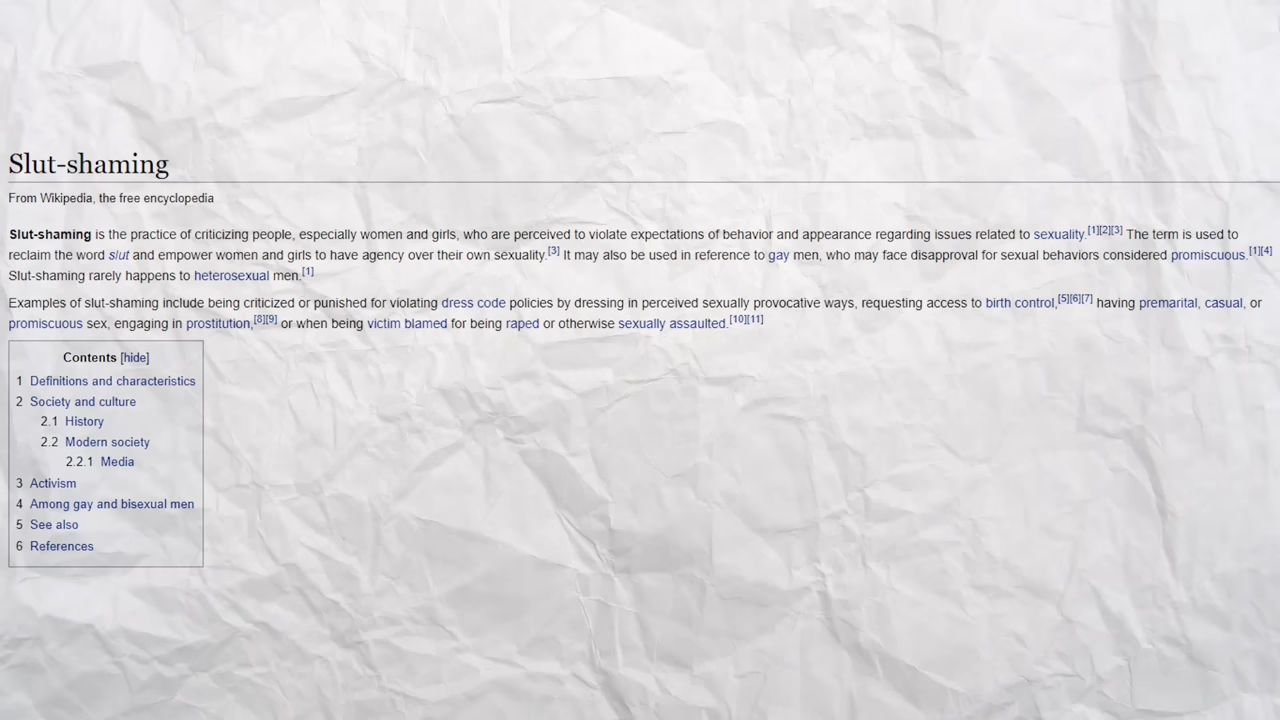 Slut-shaming
From Wikipedia, the free encyclopedia
Slut-shaming is the practice of criticizing people, especially women and girls, who are perceived to violate expectations of behavior and appearance regarding issues related to sexuality.[1][2][3] The term is used to
reclaim the word slut and empower women and girls to have agency over their own sexuality.[3] It may also be used in reference to gay men, who may face disapproval for sexual behaviors considered promiscuous.[1][4]
Slut-shaming rarely happens to heterosexual men.[1]
Examples of slut-shaming include being criticized or punished for violating dress code policies by dressing in perceived sexually provocative ways, requesting access to birth control,[5][6][7] having premarital, casual, or
promiscuous sex, engaging in prostitution,[8][9] or when being victim blamed for being raped or otherwise sexually assaulted.[10][11]
Contents [hide]
1 Definitions and characteristics
2 Society and culture
2.1 History
2.2 Modern society
2.2.1 Media
3 Activism
4 Among gay and bisexual men
5 See also
6 References